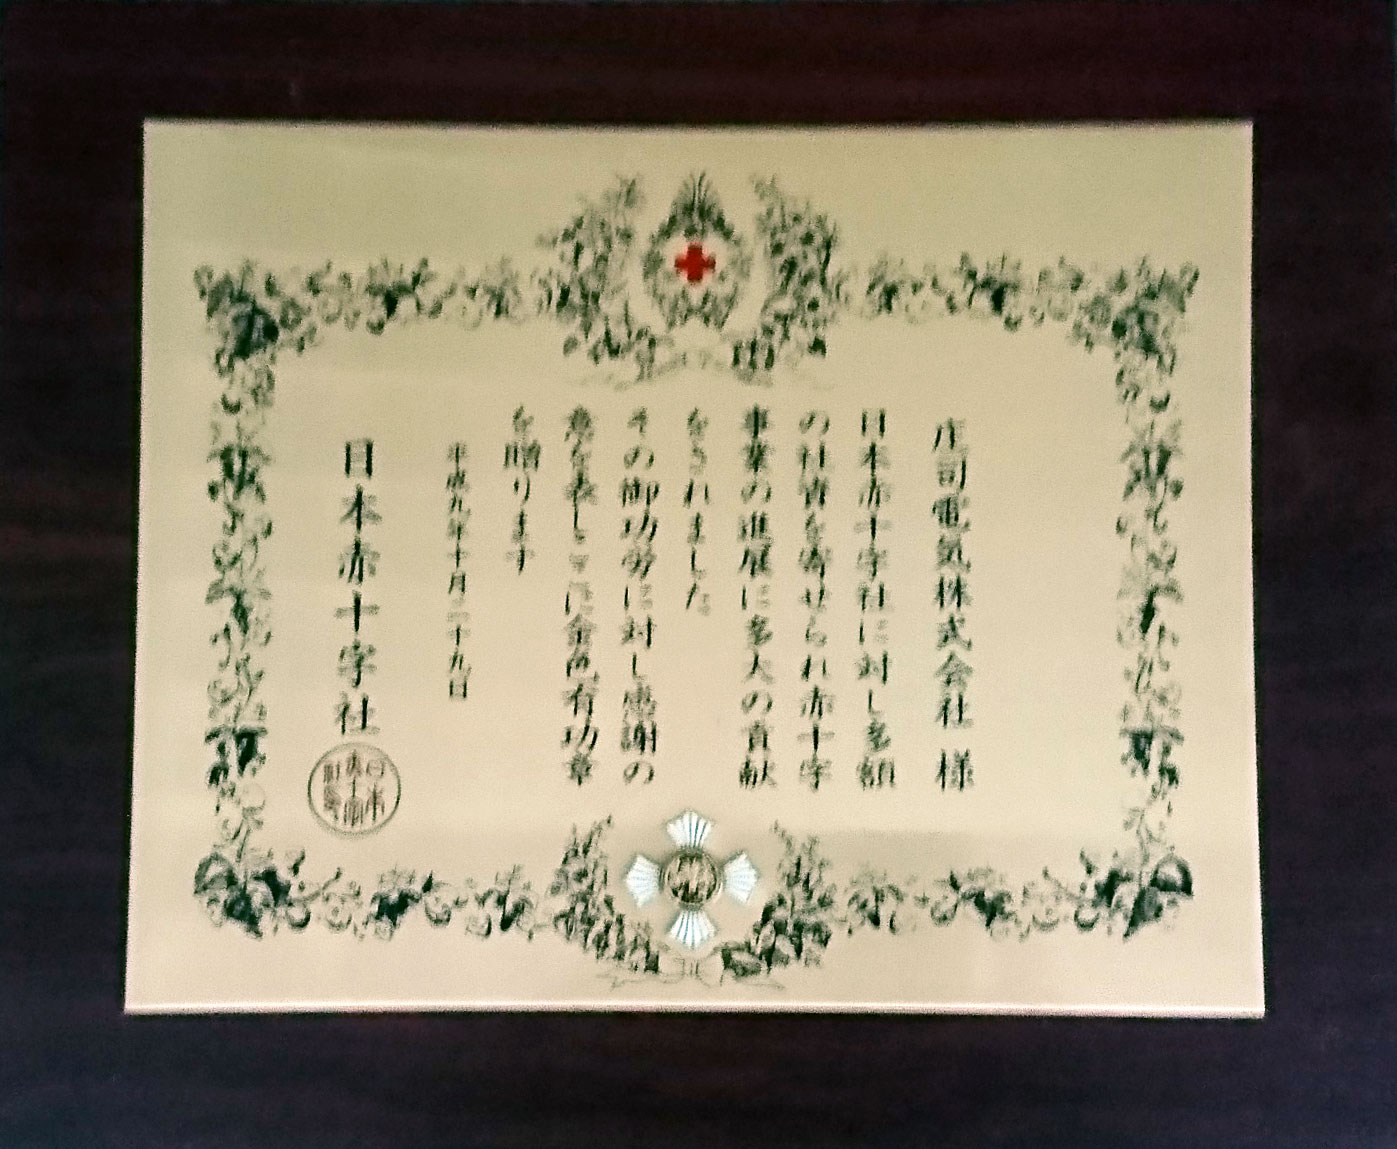 庄司電気株式会社 様
日本赤十字社に対し多額
の社資を寄せられ赤十字
事業の進展に多大の貢献
をされました
その御功労に対し感謝の
意を表しここに金色有功章
を贈ります
平成九年十月二十九日
日本赤十字社